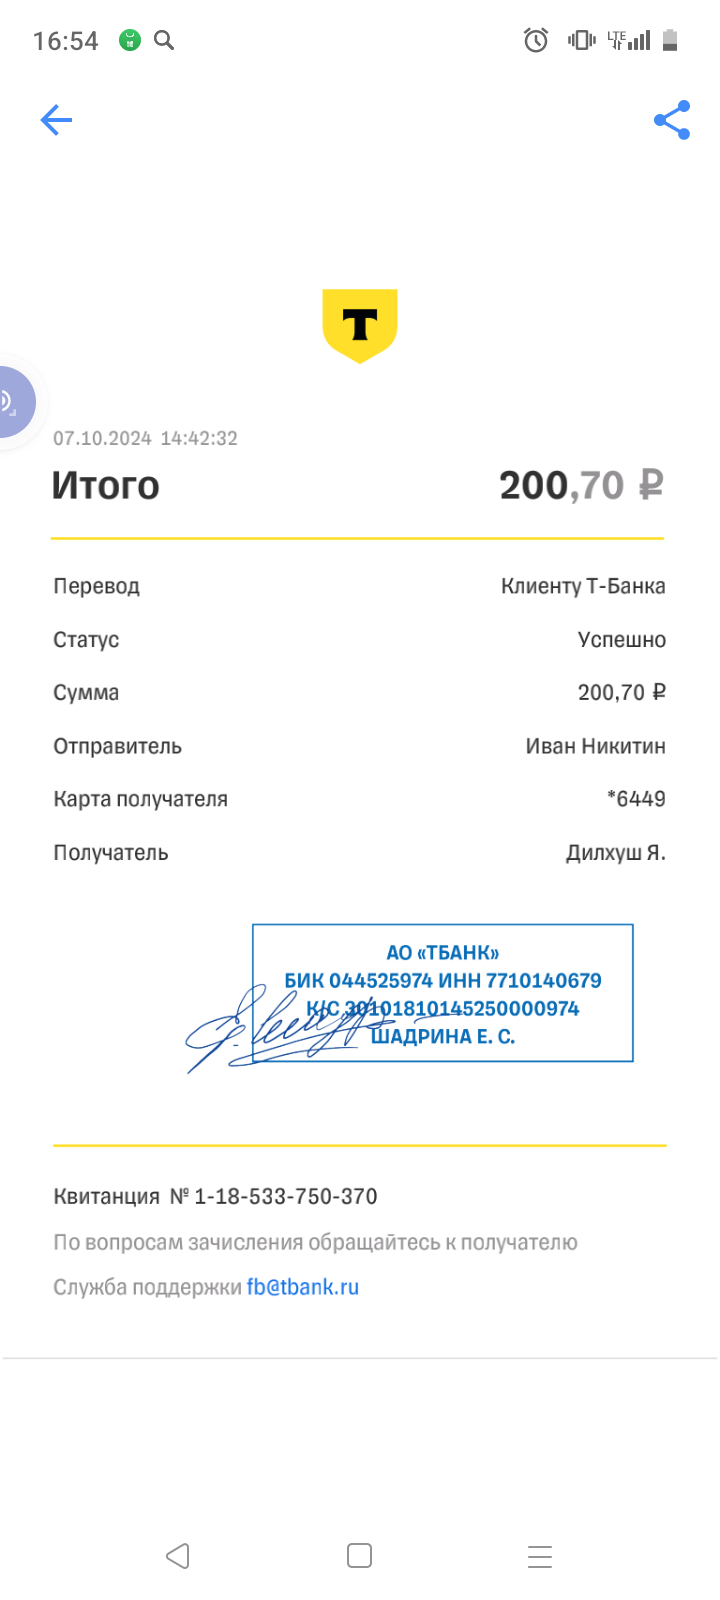 16:54
LTE
T
07.10.2024 14:42:32
Итого 200,70 ₽
Перевод Клиенту Т-Банка
Статус Успешно
Сумма 200,70 ₽
Отправитель Иван Никитин
Карта получателя *6449
Получатель Дилхуш Я.
АО «ТБАНК»
БИК 044525974 ИНН 7710140679
К/С 30101810145250000974
ШАДРИНА Е. С.
Квитанция № 1-18-533-750-370
По вопросам зачисления обращайтесь к получателю
Служба поддержки fb@tbank.ru